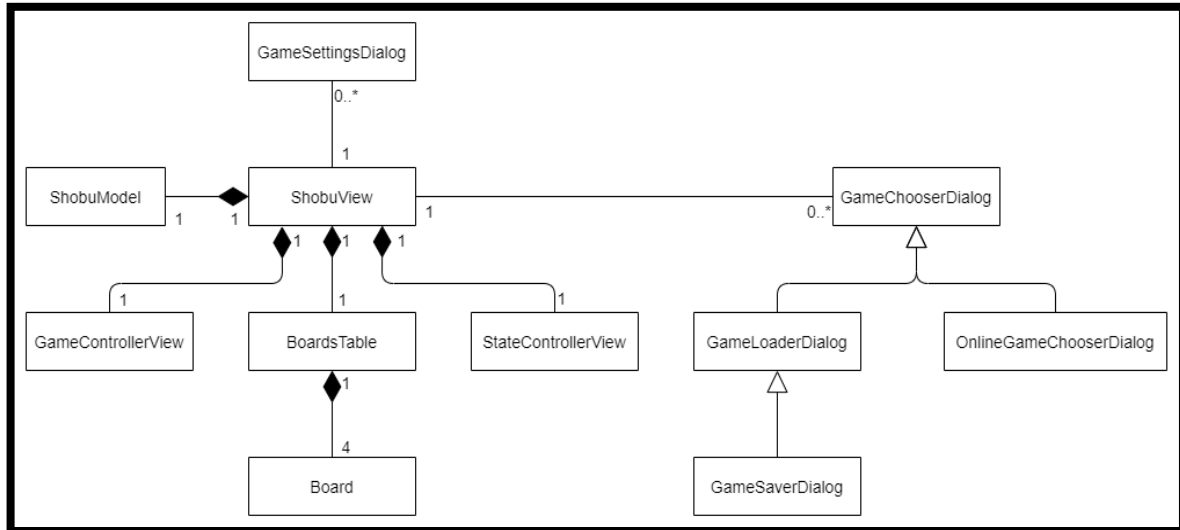 GameSettingsDialog
0..*
1
ShobuModel
ShobuView
GameChooserDialog
1
1
1
0..*
1
1
1
1
1
1
GameControllerView
BoardsTable
StateControllerView
GameLoaderDialog
OnlineGameChooserDialog
1
4
Board
GameSaverDialog